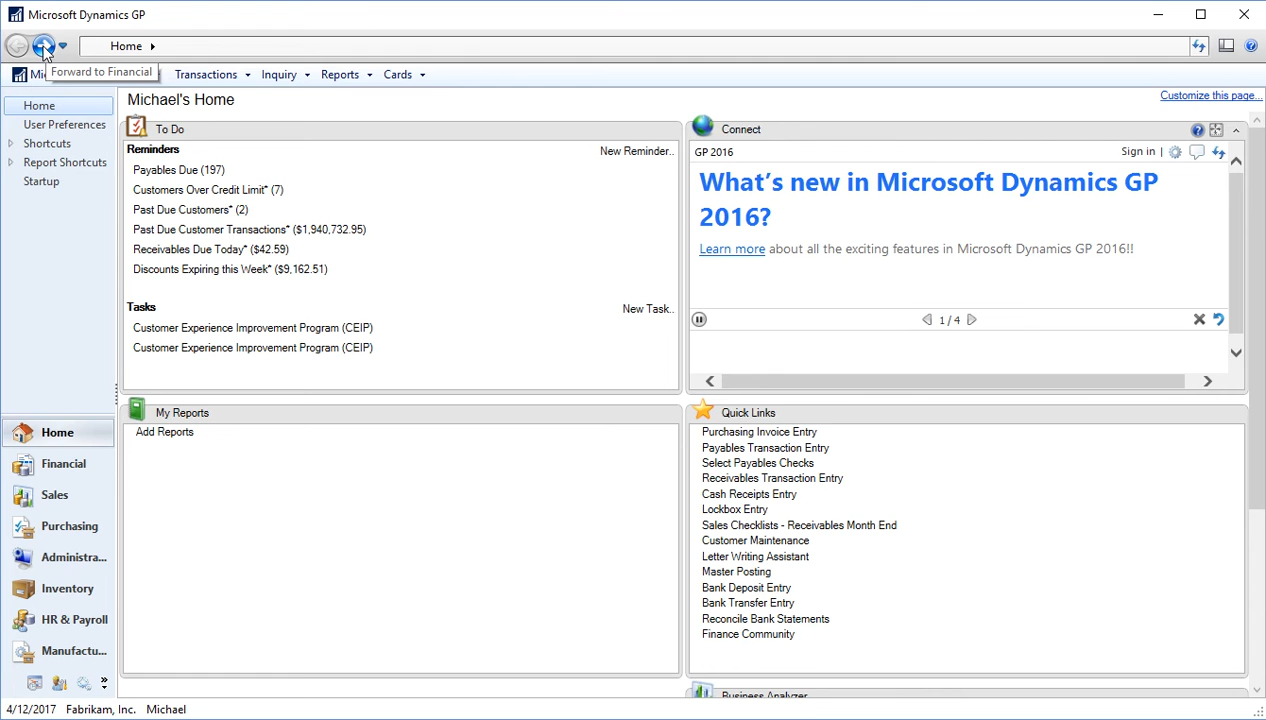 Microsoft Dynamics GP
Home
Forward to Financial
Mi
Transactions
Inquiry
Reports
Cards
Home
User Preferences
Shortcuts
Report Shortcuts
Startup
Michael's Home
Customize this page...
To Do
Reminders
New Reminder..
Payables Due (197)
Customers Over Credit Limit* (7)
Past Due Customers* (2)
Past Due Customer Transactions* ($1,940,732.95)
Receivables Due Today* ($42.59)
Discounts Expiring this Week* ($9,162.51)
Tasks
New Task..
Customer Experience Improvement Program (CEIP)
Customer Experience Improvement Program (CEIP)
Connect
GP 2016
Sign in |
What's new in Microsoft Dynamics GP
2016?
Learn more about all the exciting features in Microsoft Dynamics GP 2016!!
1 / 4
My Reports
Add Reports
Quick Links
Purchasing Invoice Entry
Payables Transaction Entry
Select Payables Checks
Receivables Transaction Entry
Cash Receipts Entry
Lockbox Entry
Sales Checklists - Receivables Month End
Customer Maintenance
Letter Writing Assistant
Master Posting
Bank Deposit Entry
Bank Transfer Entry
Reconcile Bank Statements
Finance Community
Business Analyzer
Home
Financial
Sales
Purchasing
Administra...
Inventory
HR & Payroll
Manufactu...
4/12/2017 Fabrikam, Inc. Michael